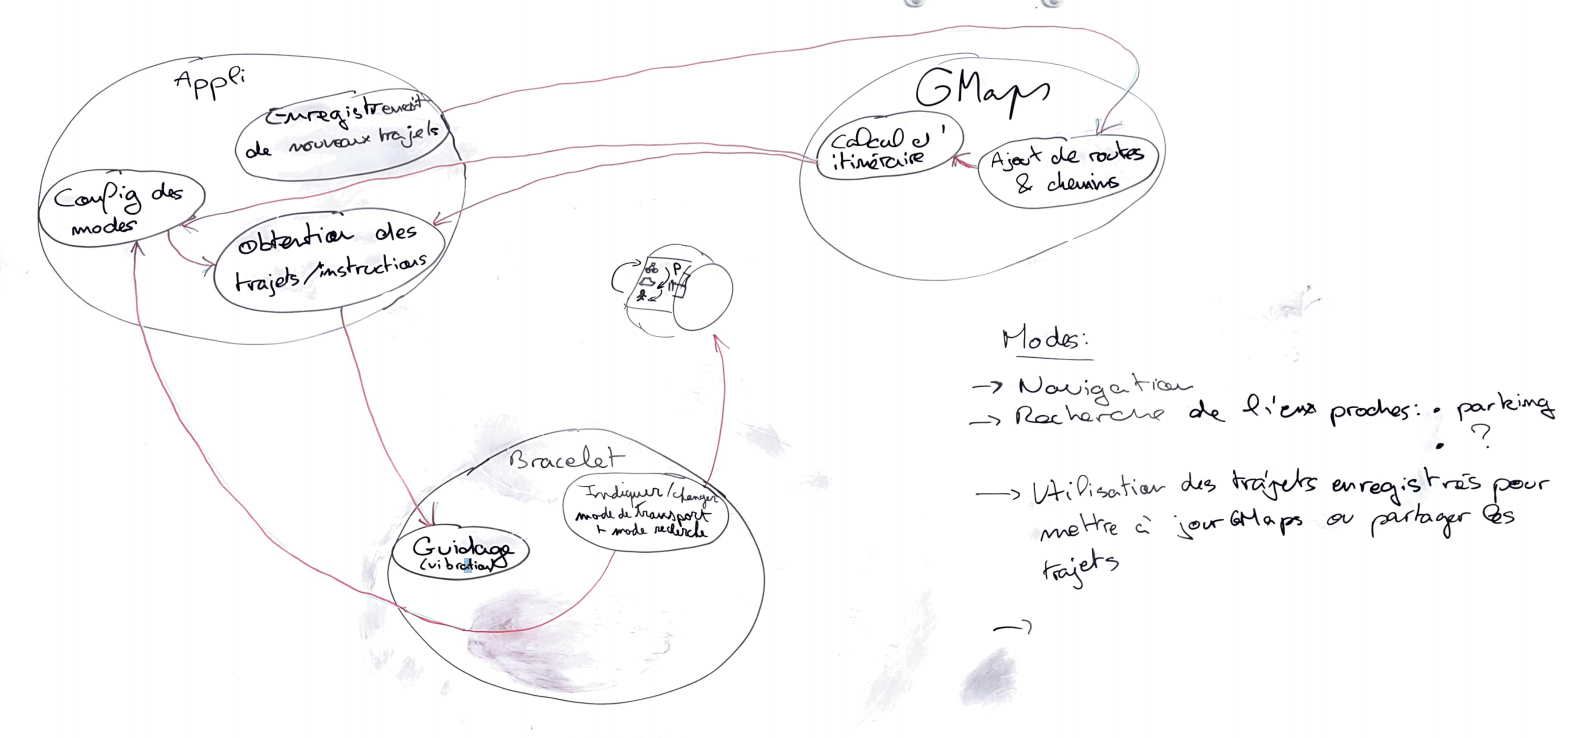 Appli
Enregistrement
de nouveaux trajets
Config des
modes
Obtention des
trajets/instructions
GMaps
Calcul d'
itinéraire
Ajout de routes
& chemins
P
Bracelet
Indiquer/changer
mode de transport
+ mode recherche
Guidage
(vibration)
Modes:
→ Navigation
→ Recherche de lieux proches: • parking
• ?
→ Utilisation des trajets enregistrés pour
mettre à jour GMaps ou partager les
trajets
→